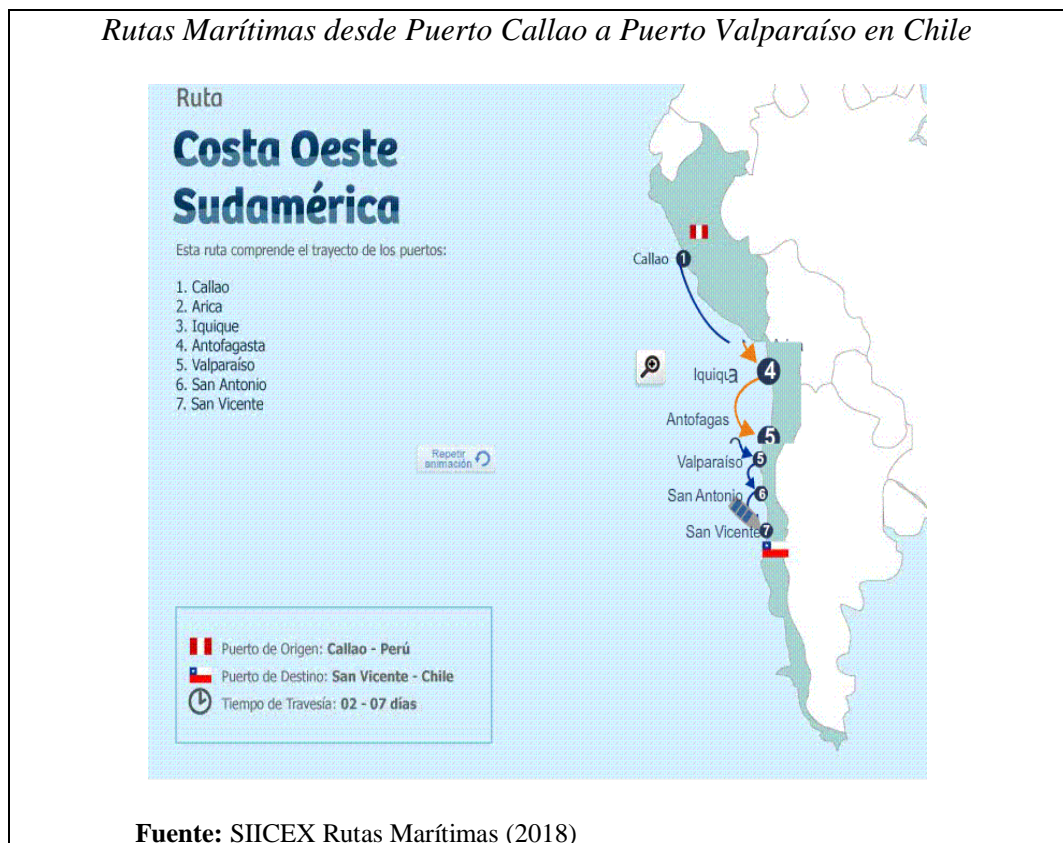 Rutas Marítimas desde Puerto Callao a Puerto Valparaíso en Chile
Ruta
Costa Oeste
Sudamérica
Esta ruta comprende el trayecto de los puertos:
1. Callao
2. Arica
3. Iquique
4. Antofagasta
5. Valparaíso
6. San Antonio
7. San Vicente
Repetir
animación
Callao 1
Iquiqua 4
Antofagas
5
Valparaíso 5
San Antonio 6
San Vicente 7
Puerto de Origen: Callao - Perú
Puerto de Destino: San Vicente - Chile
Tiempo de Travesía: 02 - 07 días
Fuente: SIICEX Rutas Marítimas (2018)